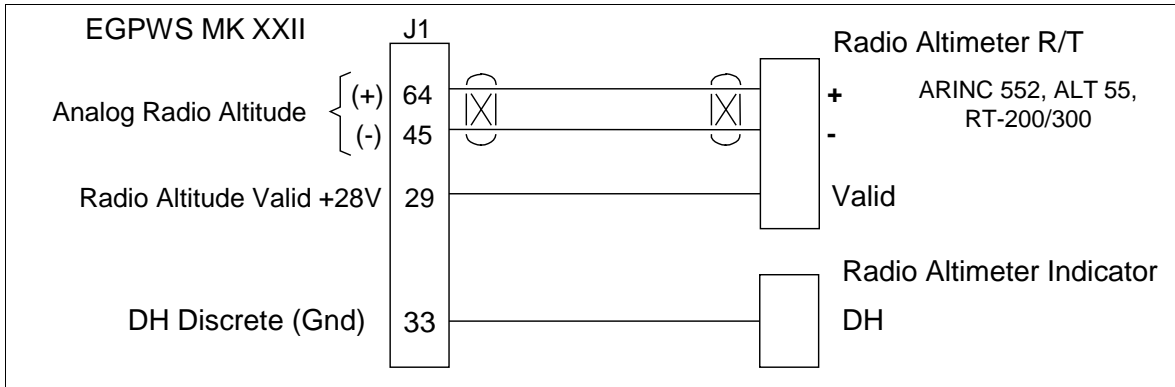 EGPWS MK XXII
J1
Radio Altimeter R/T
Analog Radio Altitude
(+) 64
(-) 45
+
-
ARINC 552, ALT 55,
RT-200/300
Radio Altitude Valid +28V 29
Valid
Radio Altimeter Indicator
DH Discrete (Gnd) 33
DH